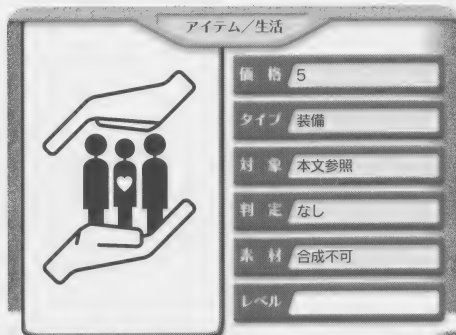 アイテム／生活
価格 5
タイプ 装備
対象 本文参照
判定 なし
素材 合成不可
レベル